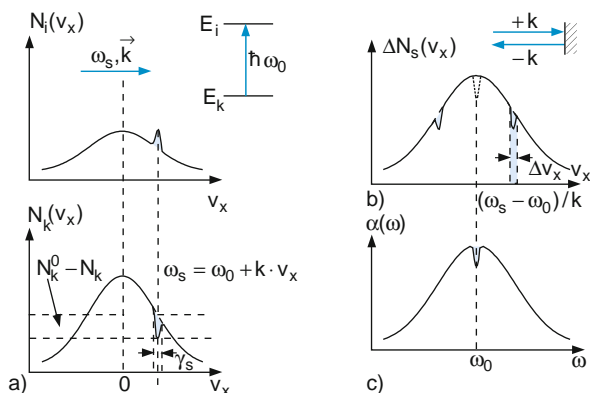 N_i(v_x)
ω_s, k⃗
E_i
ħω_0
E_k
v_x
N_k(v_x)
N_k^0 − N_k
ω_s = ω_0 + k · v_x
γ_s
a)
0
v_x
+k
−k
ΔN_s(v_x)
Δv_x
v_x
b)
(ω_s − ω_0)/k
α(ω)
ω_0
ω
c)